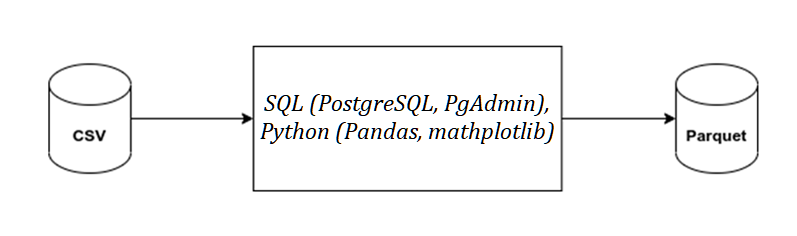 CSV
SQL (PostgreSQL, PgAdmin),
Python (Pandas, mathplotlib)
Parquet